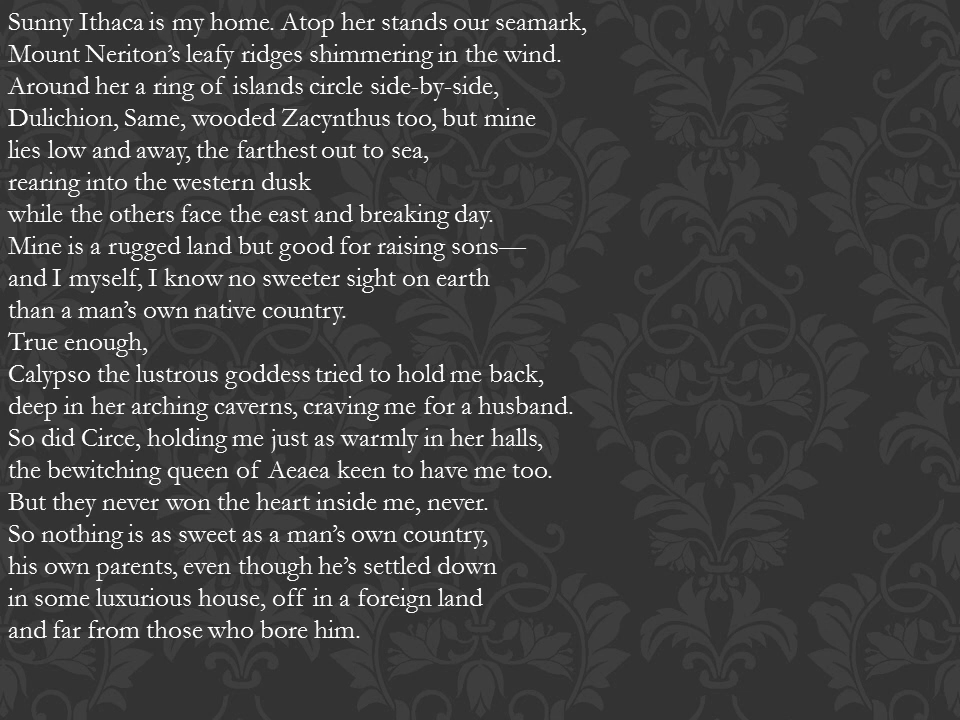 Sunny Ithaca is my home. Atop her stands our seamark,
Mount Neriton’s leafy ridges shimmering in the wind.
Around her a ring of islands circle side-by-side,
Dulichion, Same, wooded Zacynthus too, but mine
lies low and away, the farthest out to sea,
rearing into the western dusk
while the others face the east and breaking day.
Mine is a rugged land but good for raising sons—
and I myself, I know no sweeter sight on earth
than a man’s own native country.
True enough,
Calypso the lustrous goddess tried to hold me back,
deep in her arching caverns, craving me for a husband.
So did Circe, holding me just as warmly in her halls,
the bewitching queen of Aeaea keen to have me too.
But they never won the heart inside me, never.
So nothing is as sweet as a man’s own country,
his own parents, even though he’s settled down
in some luxurious house, off in a foreign land
and far from those who bore him.